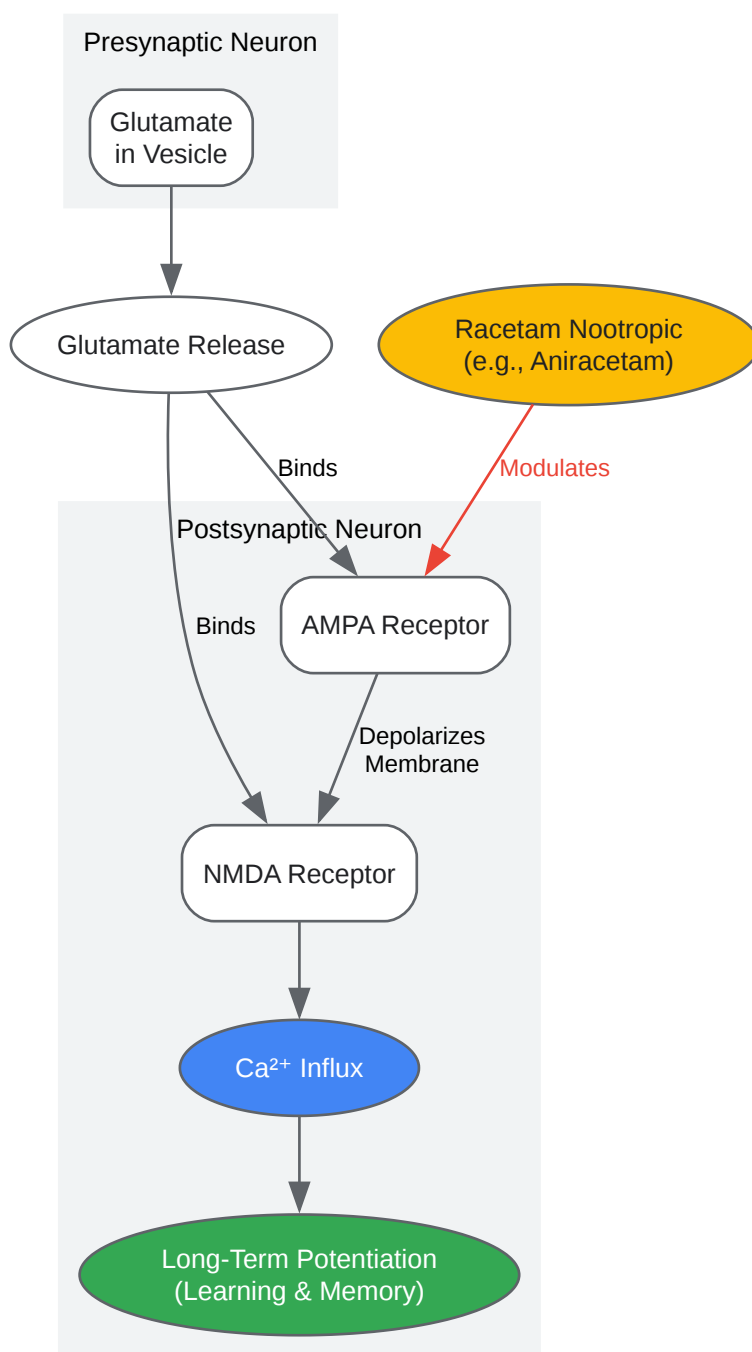 Presynaptic Neuron
Glutamate
in Vesicle
Glutamate Release
Racetam Nootropic
(e.g., Aniracetam)
Binds
Modulates
Postsynaptic Neuron
Binds
AMPA Receptor
Depolarizes
Membrane
NMDA Receptor
Ca²⁺ Influx
Long-Term Potentiation
(Learning & Memory)